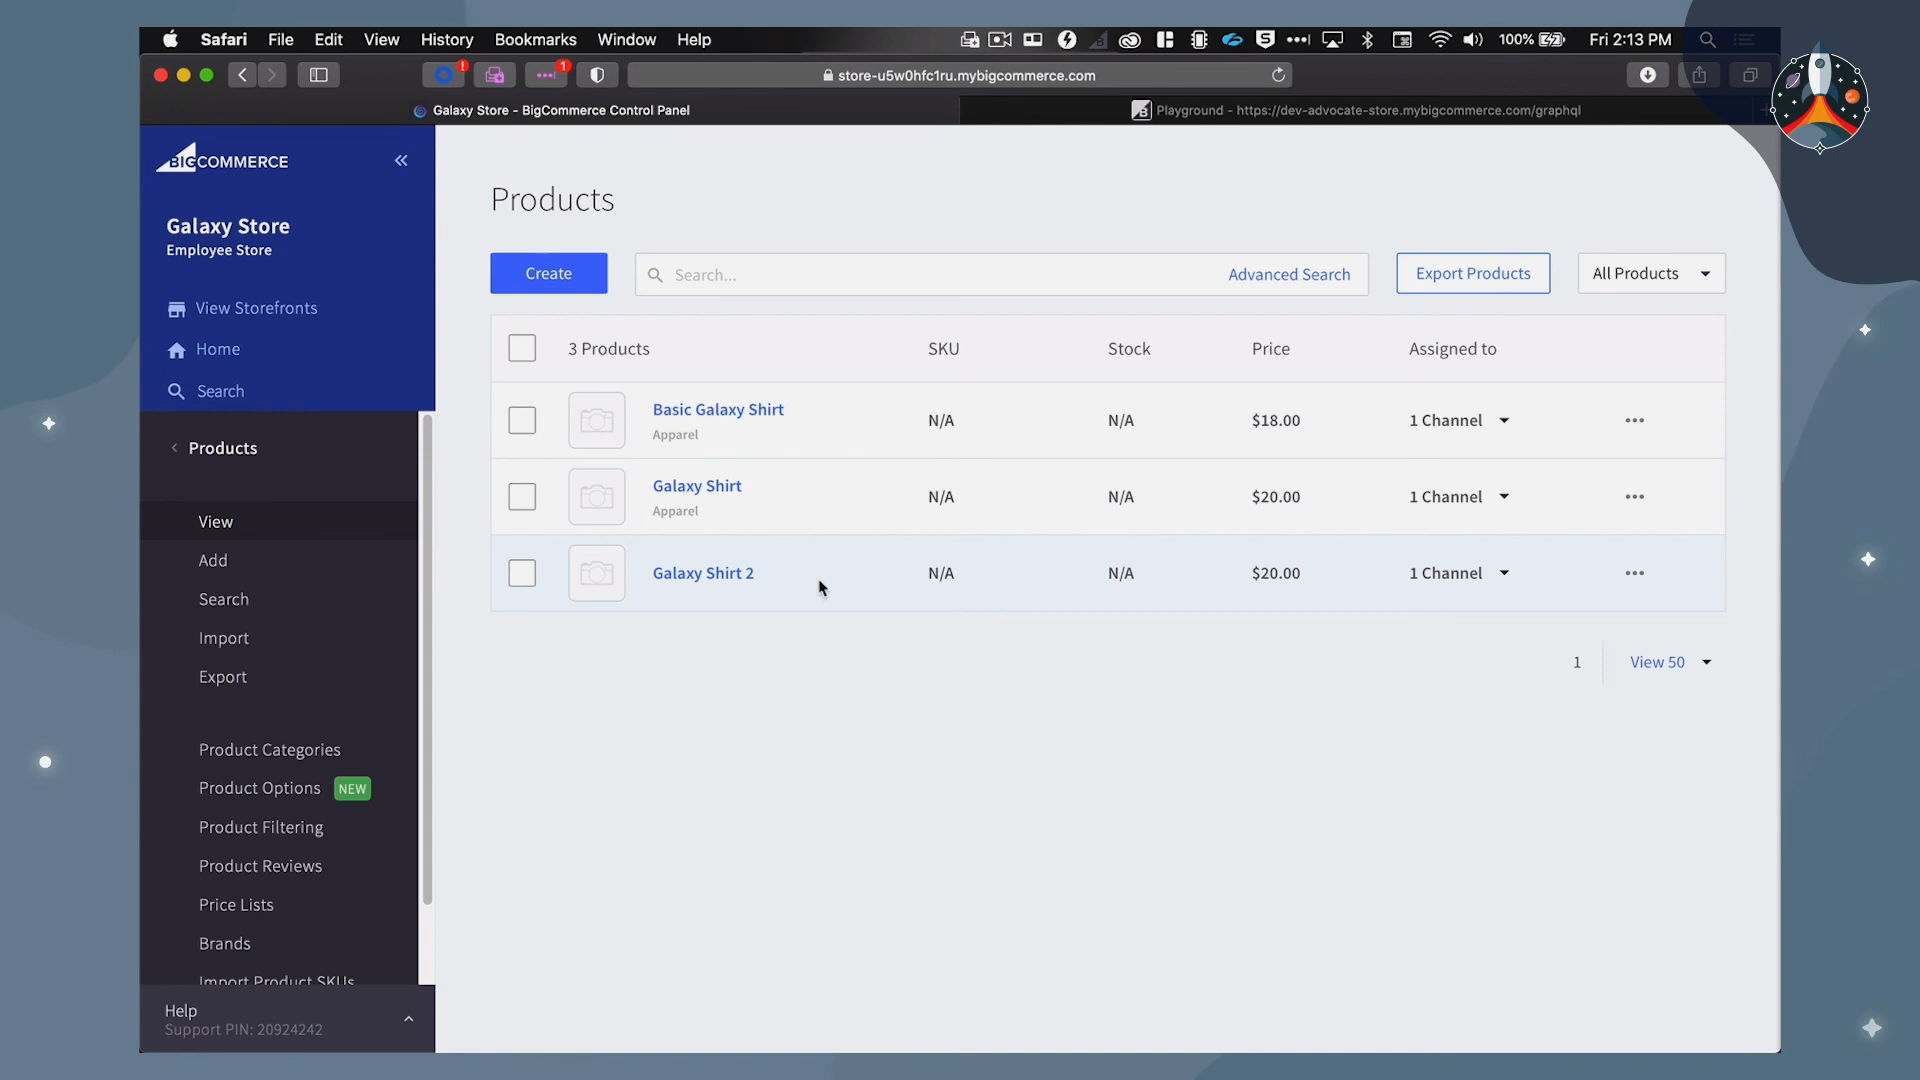 Safari File Edit View History Bookmarks Window Help 100% Fri 2:13 PM
! 1 store-u5w0hfc1ru.mybigcommerce.com
Galaxy Store - BigCommerce Control Panel
Playground - https://dev-advocate-store.mybigcommerce.com/graphql
BIGCOMMERCE
Galaxy Store
Employee Store
View Storefronts
Home
Search
Products
View
Add
Search
Import
Export
Product Categories
Product Options NEW
Product Filtering
Product Reviews
Price Lists
Brands
Import Product SKUs
Help
Support PIN: 20924242
Products
Create Search... Advanced Search Export Products All Products
3 Products SKU Stock Price Assigned to
Basic Galaxy Shirt N/A N/A $18.00 1 Channel
Apparel
Galaxy Shirt N/A N/A $20.00 1 Channel
Apparel
Galaxy Shirt 2 N/A N/A $20.00 1 Channel
1 View 50